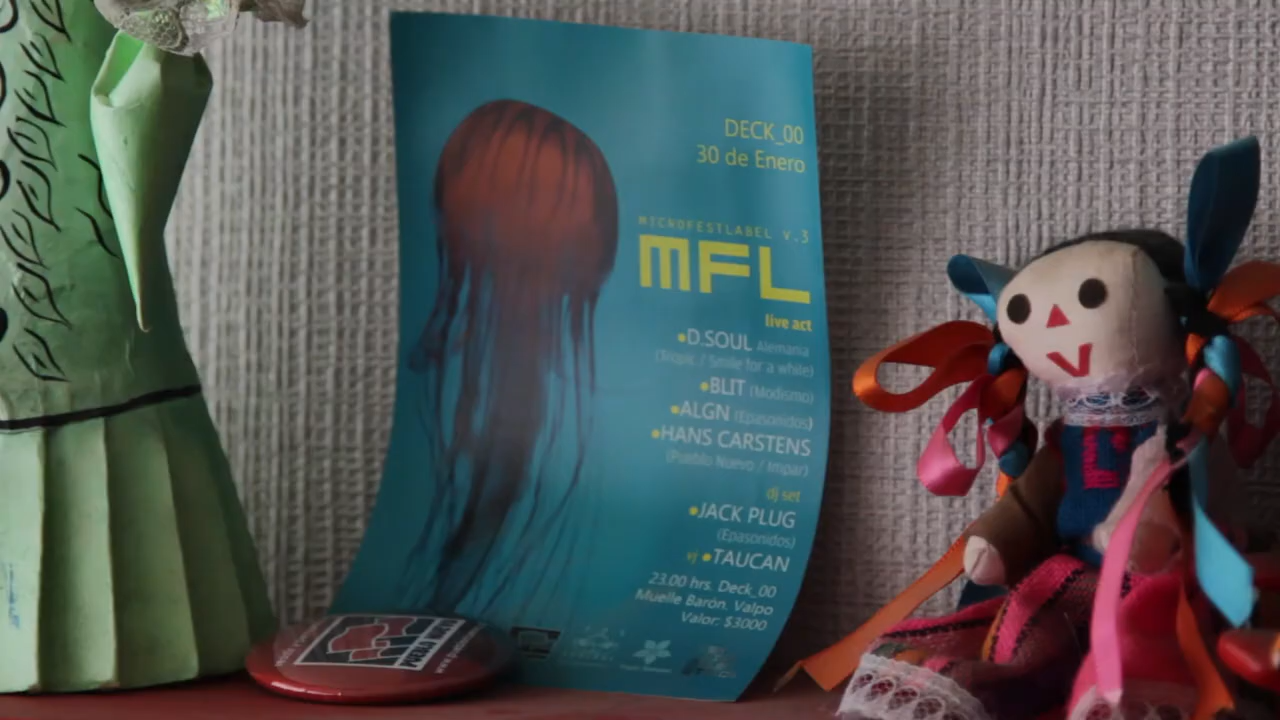 DECK_00
30 de Enero
MICROFESTLABEL V.3
MFL
live act
•D.SOUL Alemania
(Tropic / Smile for a while)
•BLIT (Modismo)
•ALGN (Epasonidos)
•HANS CARSTENS
(Pueblo Nuevo / Impar)
dj set
•JACK PLUG
(Epasonidos)
vj •TAUCAN
23.00 hrs. Deck_00
Muelle Barón. Valpo
Valor: $3000